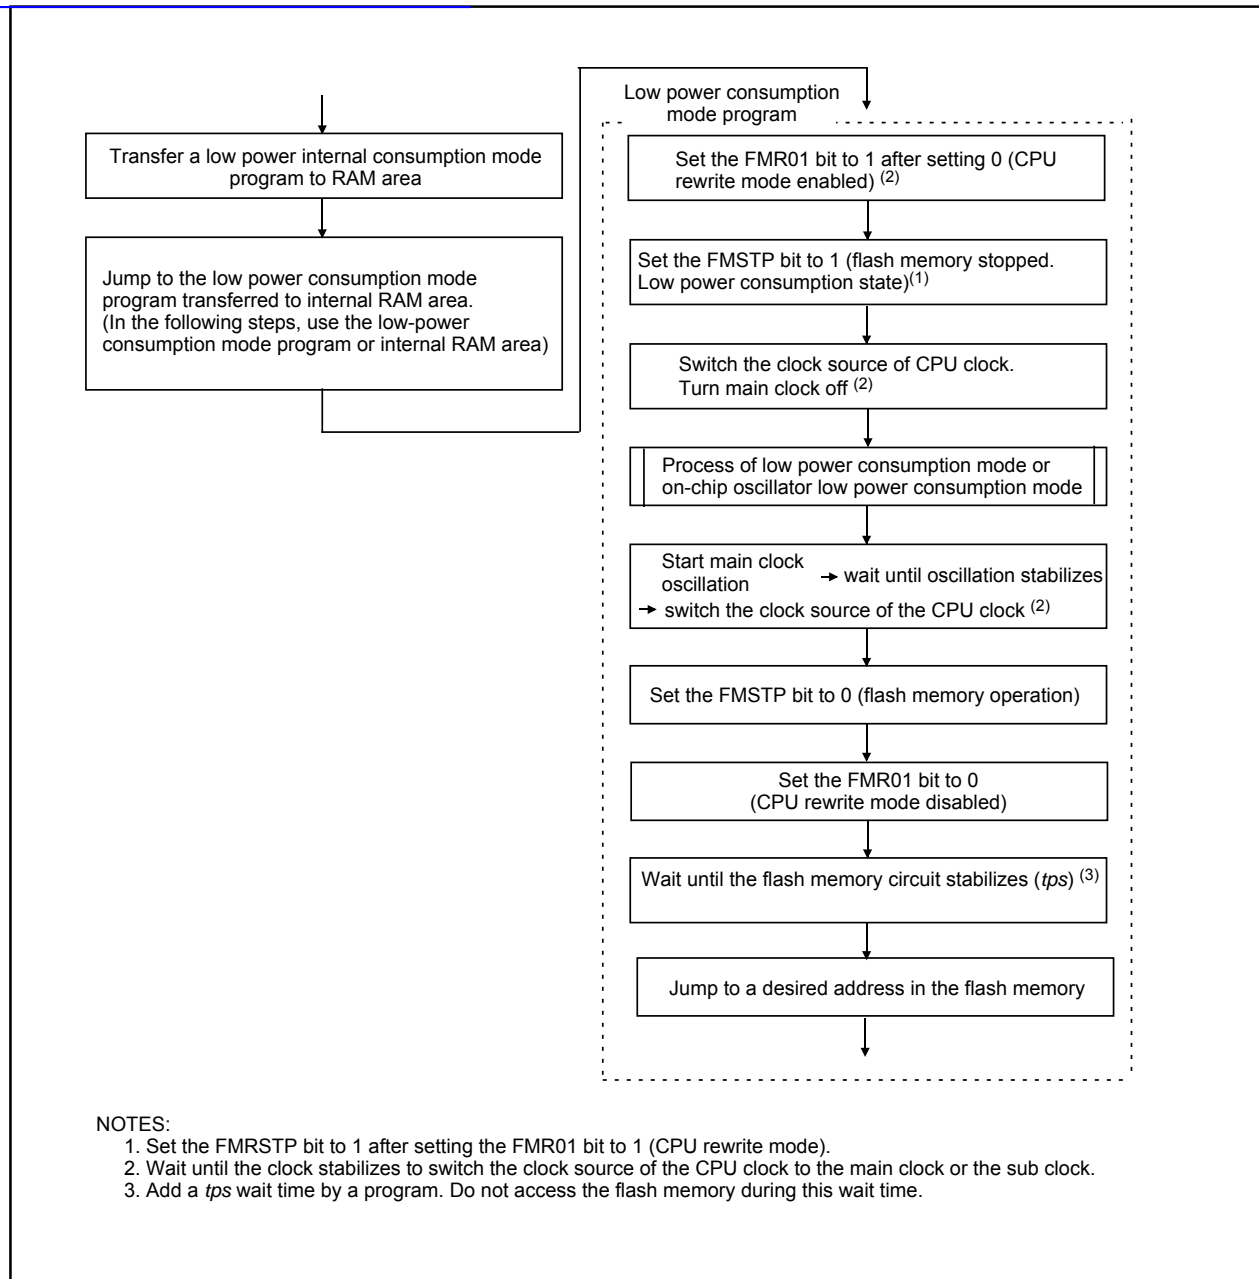 Transfer a low power internal consumption mode
program to RAM area
Jump to the low power consumption mode
program transferred to internal RAM area.
(In the following steps, use the low-power
consumption mode program or internal RAM area)
Low power consumption
mode program
Set the FMR01 bit to 1 after setting 0 (CPU
rewrite mode enabled) (2)
Set the FMSTP bit to 1 (flash memory stopped.
Low power consumption state)(1)
Switch the clock source of CPU clock.
Turn main clock off (2)
Process of low power consumption mode or
on-chip oscillator low power consumption mode
Start main clock
oscillation → wait until oscillation stabilizes
→ switch the clock source of the CPU clock (2)
Set the FMSTP bit to 0 (flash memory operation)
Set the FMR01 bit to 0
(CPU rewrite mode disabled)
Wait until the flash memory circuit stabilizes (tps) (3)
Jump to a desired address in the flash memory
NOTES:
1. Set the FMRSTP bit to 1 after setting the FMR01 bit to 1 (CPU rewrite mode).
2. Wait until the clock stabilizes to switch the clock source of the CPU clock to the main clock or the sub clock.
3. Add a tps wait time by a program. Do not access the flash memory during this wait time.